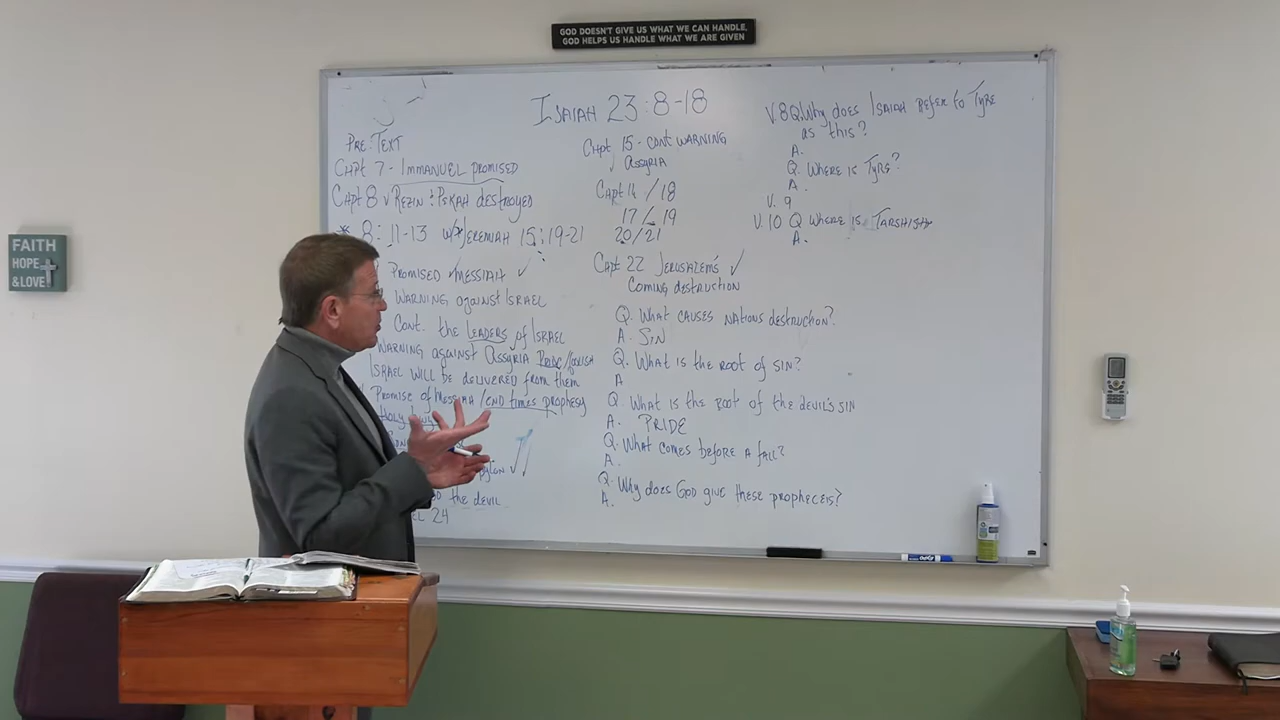 GOD DOESN'T GIVE US WHAT WE CAN HANDLE,
GOD HELPS US HANDLE WHAT WE ARE GIVEN
FAITH
HOPE
& LOVE
ISAIAH 23:8-18
PRE-TEXT
CHPT 7 - IMMANUEL PROMISED
CAPT 8 ✓ REZIN & PEKAH destroyed
* 8:11-13 w/ JEREMIAH 15:19-21
PROMISED MESSIAH ✓
WARNING against ISRAEL
CONT. the LEADERS of ISRAEL
WARNING against Assyria PRIDE/
ISRAEL WILL BE delivered from them
PROMISE of Messiah /END times prophesy
HOLY
the devil
24
Chpt 15 - CONT WARNING
Assyria
Capt 16 /18
17/19
20/21
Capt 22 JERUSALEM'S ✓
Coming destruction
Q. What CAUSES NATIONS destruction?
A. SIN
Q. What is the ROOT of SIN?
A
Q. What is the ROOT of the devil's SIN
A. PRIDE
Q. What comes before A fall?
A.
Q. Why does GOD give these propheceis?
A.
V.8 Q. Why does ISAIAH REFER to TYRE
as this?
A.
Q. WHERE is TYRE?
A.
V. 9
V. 10 Q WHERE IS TARSHISH
A.